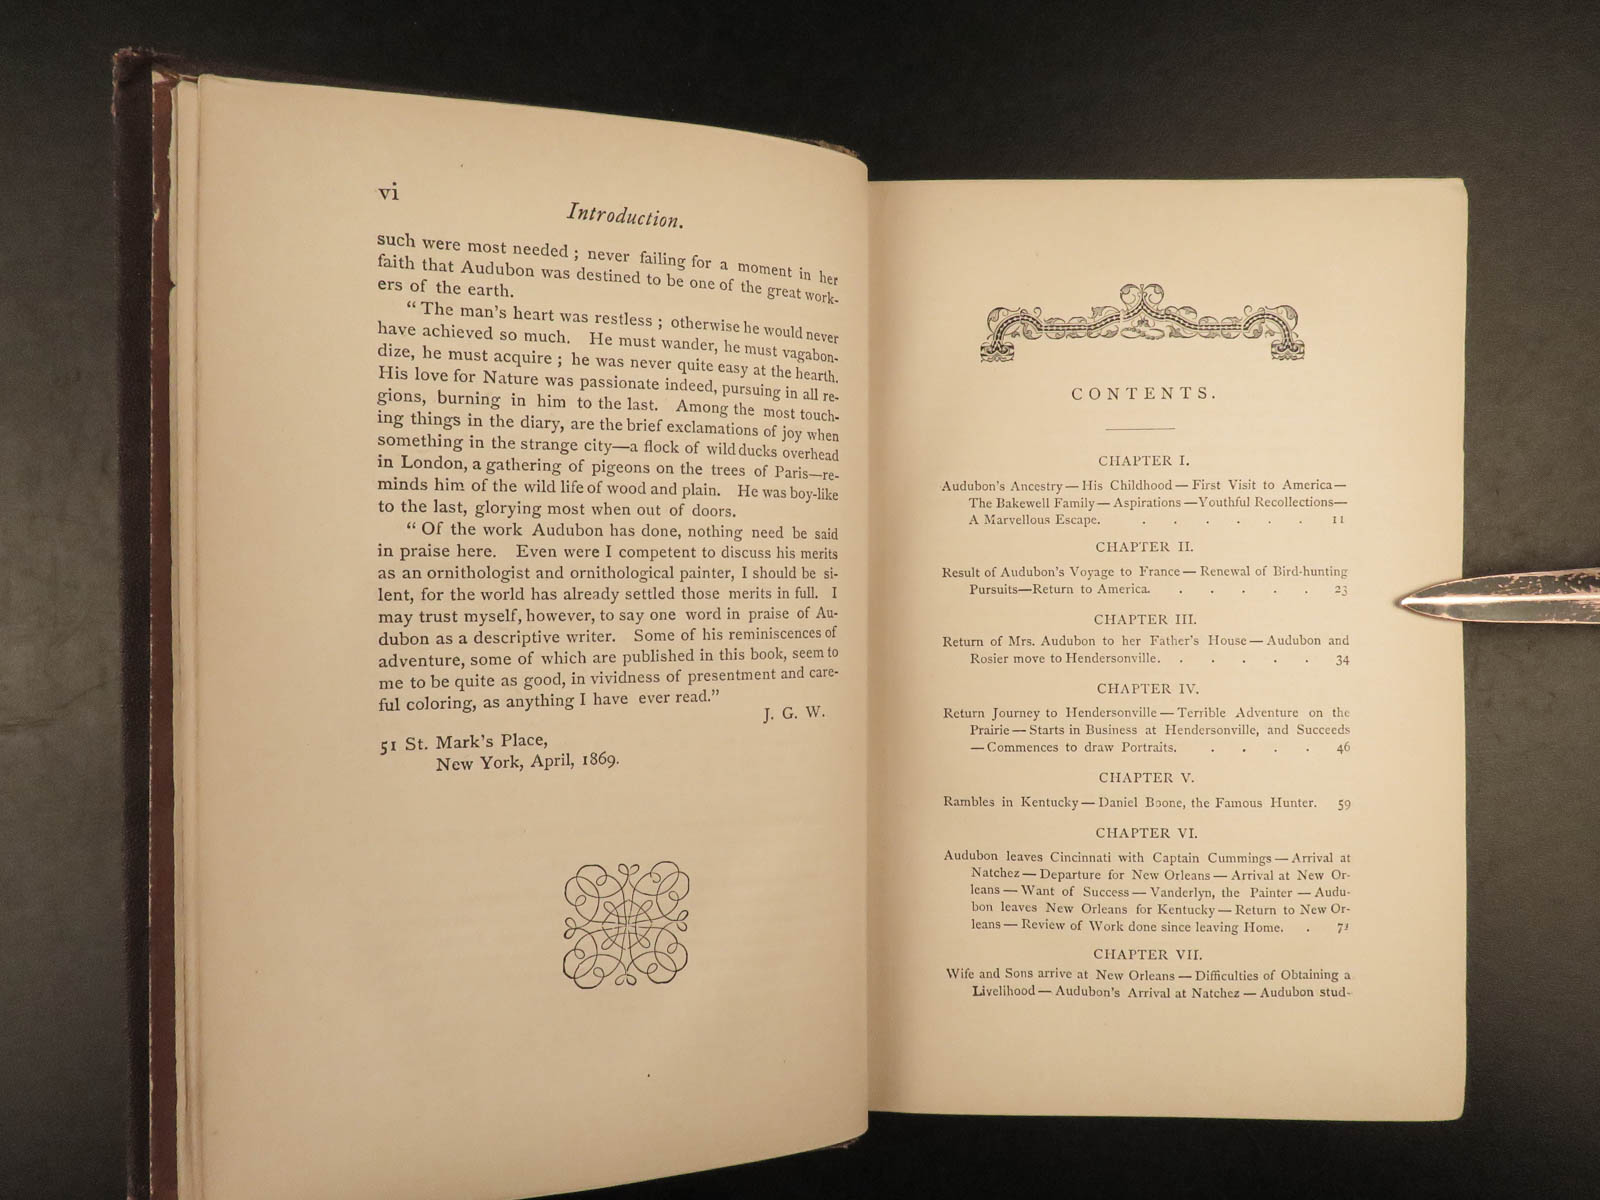 vi
Introduction.
such were most needed ; never failing for a moment in her
faith that Audubon was destined to be one of the great work-
ers of the earth.
“ The man’s heart was restless ; otherwise he would never
have achieved so much. He must wander, he must vagabon-
dize, he must acquire ; he was never quite easy at the hearth.
His love for Nature was passionate indeed, pursuing in all re-
gions, burning in him to the last. Among the most touch-
ing things in the diary, are the brief exclamations of joy when
something in the strange city—a flock of wild ducks overhead
in London, a gathering of pigeons on the trees of Paris—re-
minds him of the wild life of wood and plain. He was boy-like
to the last, glorying most when out of doors.
“ Of the work Audubon has done, nothing need be said
in praise here. Even were I competent to discuss his merits
as an ornithologist and ornithological painter, I should be si-
lent, for the world has already settled those merits in full. I
may trust myself, however, to say one word in praise of Au-
dubon as a descriptive writer. Some of his reminiscences of
adventure, some of which are published in this book, seem to
me to be quite as good, in vividness of presentment and care-
ful coloring, as anything I have ever read.”
J. G. W.
51 St. Mark’s Place,
New York, April, 1869.
CONTENTS.
CHAPTER I.
Audubon’s Ancestry — His Childhood — First Visit to America —
The Bakewell Family — Aspirations — Youthful Recollections —
A Marvellous Escape. . . . . . . 11
CHAPTER II.
Result of Audubon’s Voyage to France — Renewal of Bird-hunting
Pursuits—Return to America. . . . . . 23
CHAPTER III.
Return of Mrs. Audubon to her Father’s House — Audubon and
Rosier move to Hendersonville. . . . . . 34
CHAPTER IV.
Return Journey to Hendersonville — Terrible Adventure on the
Prairie — Starts in Business at Hendersonville, and Succeeds
— Commences to draw Portraits. . . . . 46
CHAPTER V.
Rambles in Kentucky — Daniel Boone, the Famous Hunter. 59
CHAPTER VI.
Audubon leaves Cincinnati with Captain Cummings — Arrival at
Natchez — Departure for New Orleans — Arrival at New Or-
leans — Want of Success — Vanderlyn, the Painter — Audu-
bon leaves New Orleans for Kentucky — Return to New Or-
leans — Review of Work done since leaving Home. . 71
CHAPTER VII.
Wife and Sons arrive at New Orleans — Difficulties of Obtaining a
Livelihood — Audubon’s Arrival at Natchez — Audubon stud-